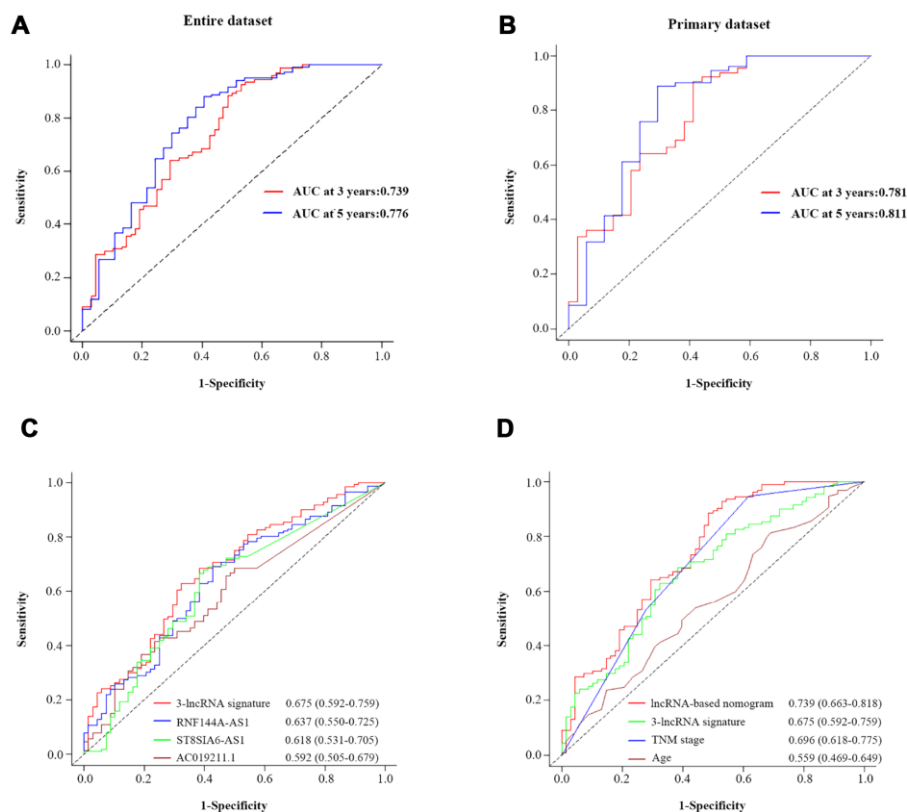 A
Entire dataset
1.0
0.8
0.6
0.4
0.2
0.0
Sensitivity
AUC at 3 years:0.739
AUC at 5 years:0.776
0.0 0.2 0.4 0.6 0.8 1.0
1-Specificity
B
Primary dataset
1.0
0.8
0.6
0.4
0.2
0.0
Sensitivity
AUC at 3 years:0.781
AUC at 5 years:0.811
0.0 0.2 0.4 0.6 0.8 1.0
1-Specificity
C
1.0
0.8
0.6
0.4
0.2
0.0
Sensitivity
3-lncRNA signature 0.675 (0.592-0.759)
RNF144A-AS1 0.637 (0.550-0.725)
ST8SIA6-AS1 0.618 (0.531-0.705)
AC019211.1 0.592 (0.505-0.679)
0.0 0.2 0.4 0.6 0.8 1.0
1-Specificity
D
1.0
0.8
0.6
0.4
0.2
0.0
Sensitivity
lncRNA-based nomogram 0.739 (0.663-0.818)
3-lncRNA signature 0.675 (0.592-0.759)
TNM stage 0.696 (0.618-0.775)
Age 0.559 (0.469-0.649)
0.0 0.2 0.4 0.6 0.8 1.0
1-Specificity